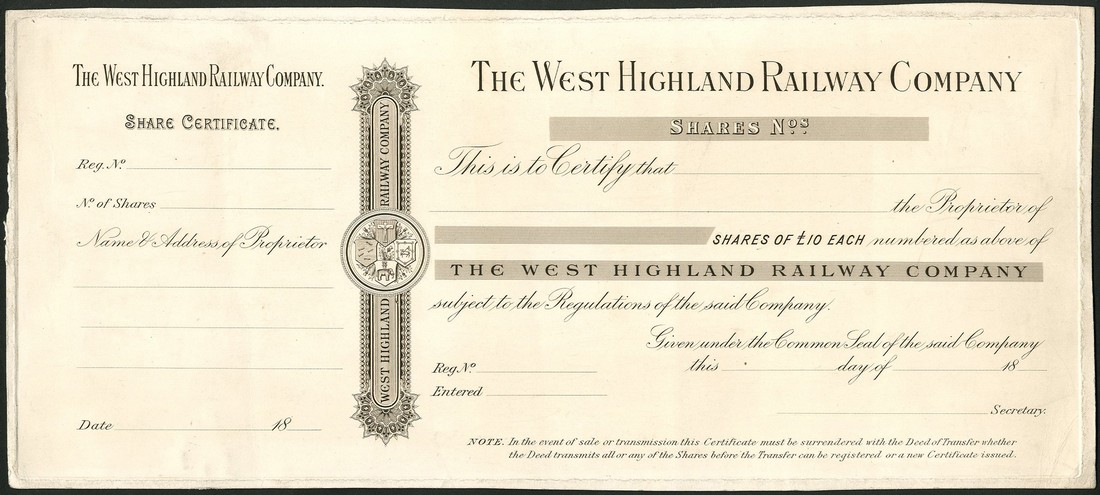 THE WEST HIGHLAND RAILWAY COMPANY.
SHARE CERTIFICATE.
Reg. No.
No. of Shares
Name & Address of Proprietor
Date 18
WEST HIGHLAND RAILWAY COMPANY
THE WEST HIGHLAND RAILWAY COMPANY
SHARES Nos.
This is to Certify that
the Proprietor of
SHARES OF £10 EACH numbered as above of
THE WEST HIGHLAND RAILWAY COMPANY
subject to the Regulations of the said Company.
Given under the Common Seal of the said Company
this day of 18
Reg. No.
Entered
Secretary.
NOTE. In the event of sale or transmission this Certificate must be surrendered with the Deed of Transfer whether
the Deed transmits all or any of the Shares before the Transfer can be registered or a new Certificate issued.